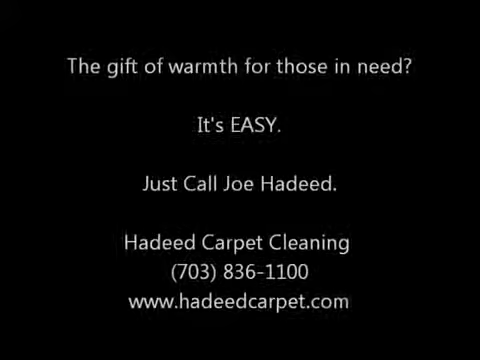 The gift of warmth for those in need?
It's EASY.
Just Call Joe Hadeed.
Hadeed Carpet Cleaning
(703) 836-1100
www.hadeedcarpet.com